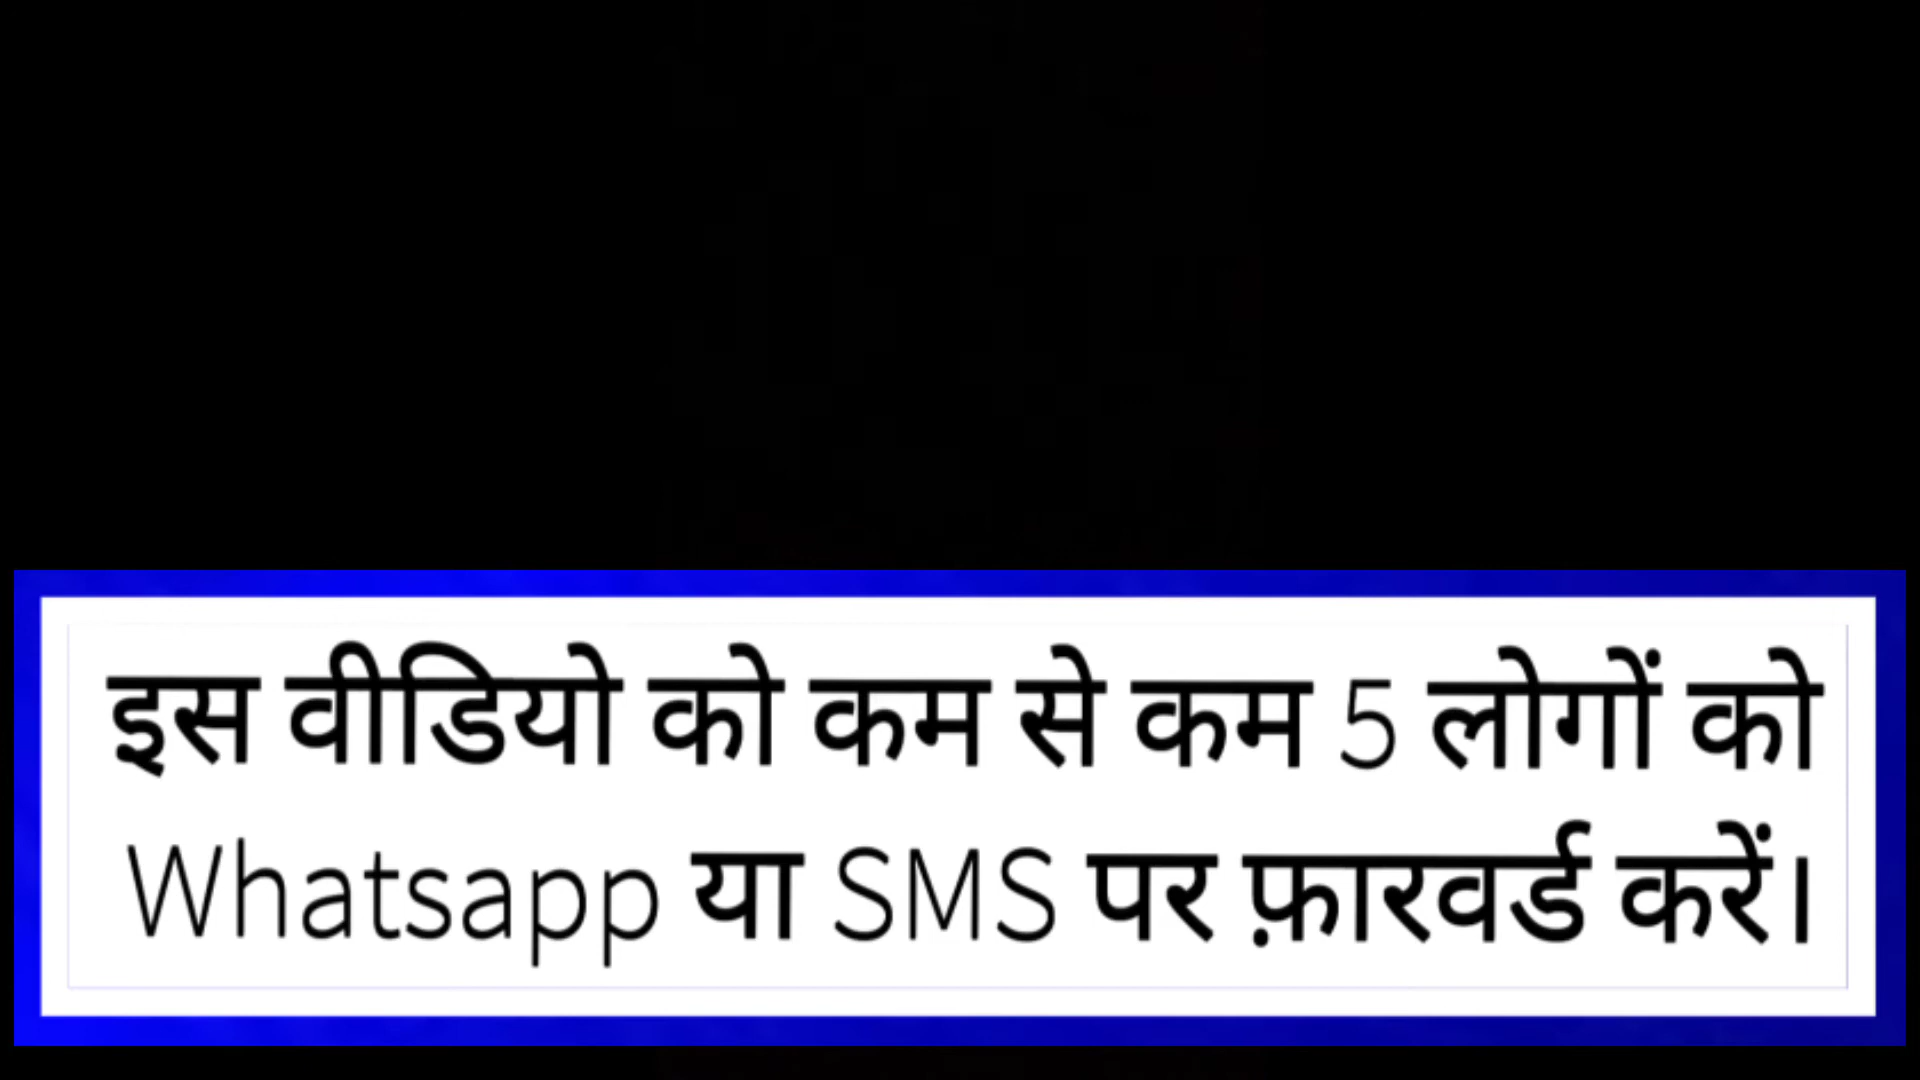 इस वीडियो को कम से कम 5 लोगों को
Whatsapp या SMS पर फ़ारवर्ड करें।